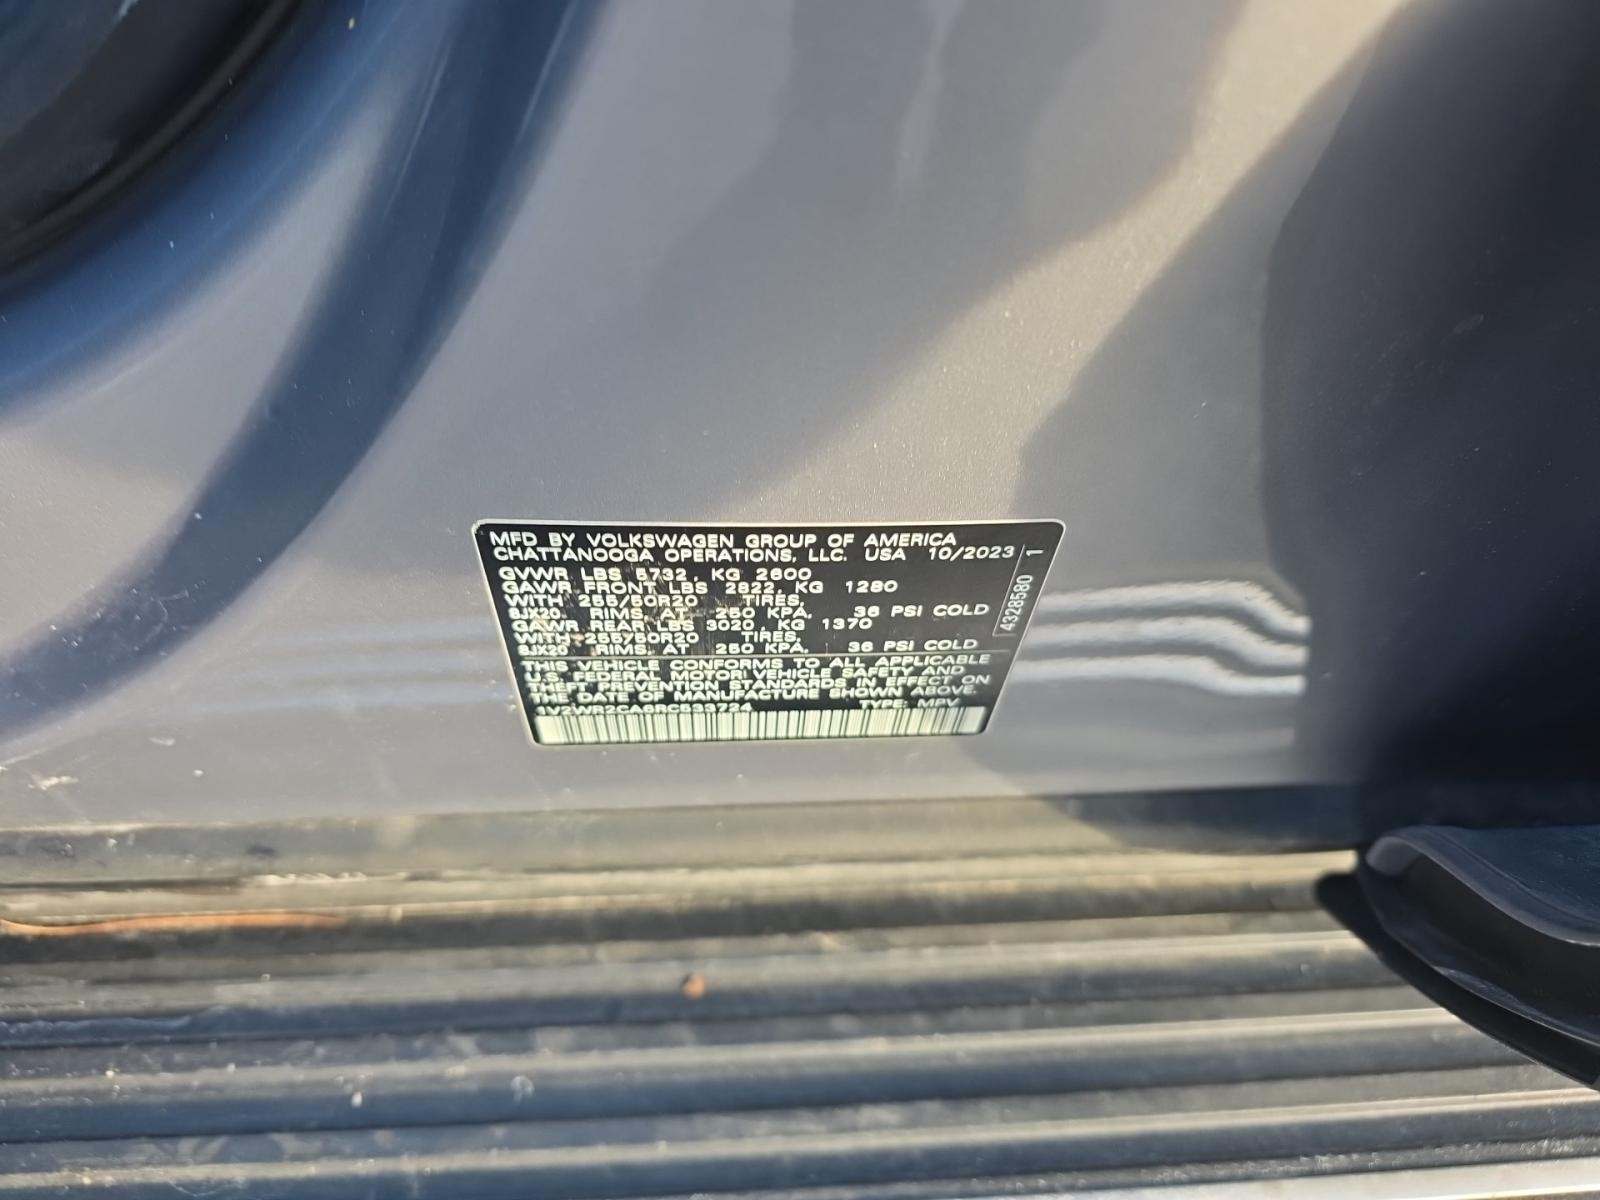 MFD BY VOLKSWAGEN GROUP OF AMERICA
CHATTANOOGA OPERATIONS, LLC. USA 10/2023
GVWR LBS 5732, KG 2600
GAWR FRONT LBS 2822, KG 1280
WITH 255/50R20 TIRES,
8JX20 RIMS, AT 250 KPA, 36 PSI COLD
GAWR REAR LBS 3020, KG 1370
WITH 255/50R20 TIRES,
8JX20 RIMS, AT 250 KPA, 36 PSI COLD
THIS VEHICLE CONFORMS TO ALL APPLICABLE
U.S. FEDERAL MOTOR VEHICLE SAFETY AND
THEFT PREVENTION STANDARDS IN EFFECT ON
THE DATE OF MANUFACTURE SHOWN ABOVE.
1V2WR2CA6RC533724 TYPE: MPV
4328580 1